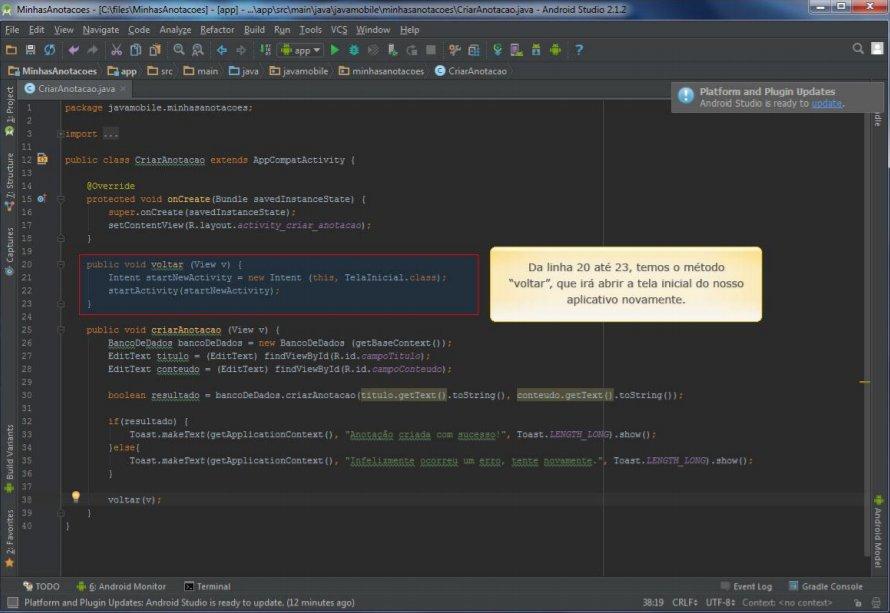 MinhasAnotacoes - [C:\files\MinhasAnotacoes] - [app] - ...\app\src\main\java\javamobile\minhasanotacoes\CriarAnotacao.java - Android Studio 2.1.2
File Edit View Navigate Code Analyze Refactor Build Run Tools VCS Window Help
app
MinhasAnotacoes app src main java javamobile minhasanotacoes CriarAnotacao
CriarAnotacao.java
Platform and Plugin Updates
Android Studio is ready to update.
1: Project
7: Structure
Captures
Build Variants
2: Favorites
Android Model
1 package javamobile.minhasanotacoes;
2
3 import ...
11
12 public class CriarAnotacao extends AppCompatActivity {
13
14 @Override
15 protected void onCreate(Bundle savedInstanceState) {
16 super.onCreate(savedInstanceState);
17 setContentView(R.layout.activity_criar_anotacao);
18 }
19
20 public void voltar (View v) {
21 Intent startNewActivity = new Intent (this, TelaInicial.class);
22 startActivity(startNewActivity);
23 }
24
25 public void criarAnotacao (View v) {
26 BancoDeDados bancoDeDados = new BancoDeDados (getBaseContext());
27 EditText titulo = (EditText) findViewById(R.id.campoTitulo);
28 EditText conteudo = (EditText) findViewById(R.id.campoConteudo);
29
30 boolean resultado = bancoDeDados.criarAnotacao(titulo.getText().toString(), conteudo.getText().toString());
31
32 if(resultado) {
33 Toast.makeText(getApplicationContext(), "Anotação criada com sucesso!", Toast.LENGTH_LONG).show();
34 }else{
35 Toast.makeText(getApplicationContext(), "Infelizmente ocorreu um erro, tente novamente.", Toast.LENGTH_LONG).show();
36 }
37
38 voltar(v);
39 }
40 }
Da linha 20 até 23, temos o método
“voltar”, que irá abrir a tela inicial do nosso
aplicativo novamente.
TODO 6: Android Monitor Terminal Event Log Gradle Console
Platform and Plugin Updates: Android Studio is ready to update. (12 minutes ago) 38:19 CRLF÷ UTF-8÷ Context: <no context>